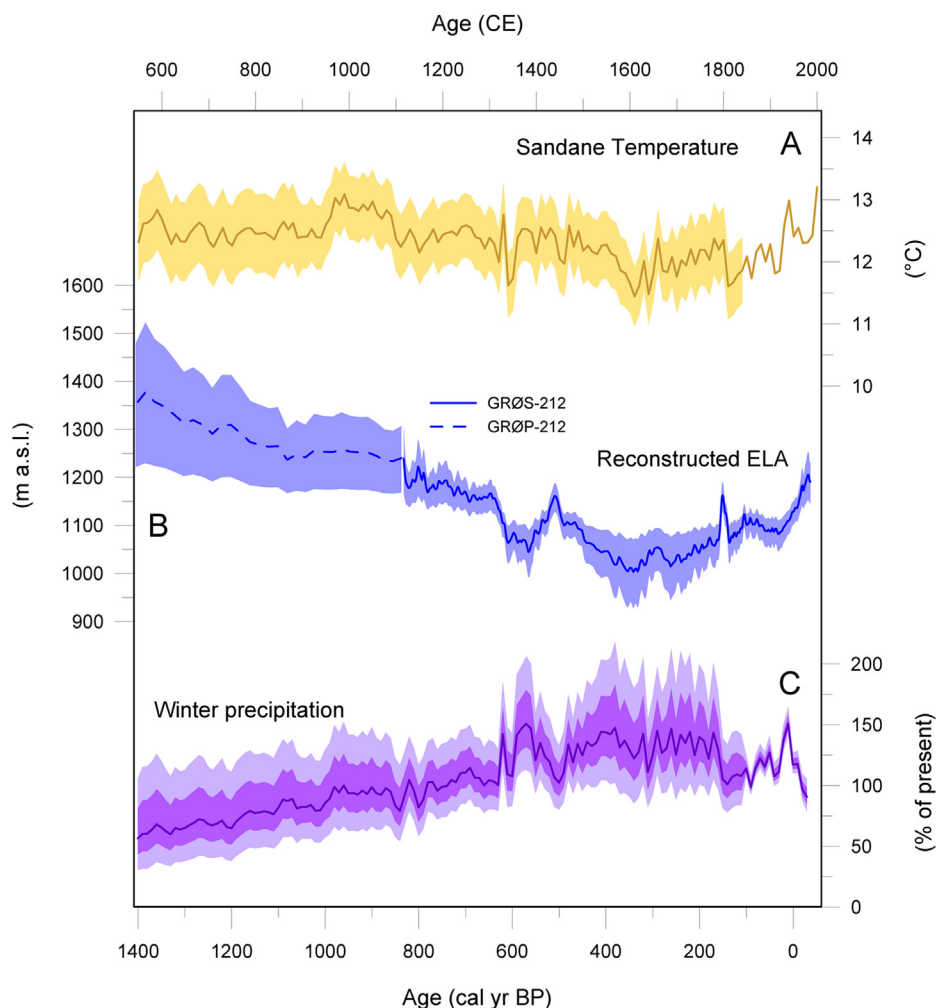 Age (CE)
600 800 1000 1200 1400 1600 1800 2000
Sandane Temperature
A
14
13
12
11
10
(°C)
1600
1500
1400
1300
1200
1100
1000
900
(m a.s.l.)
GRØS-212
GRØP-212
Reconstructed ELA
B
Winter precipitation
C
200
150
100
50
0
(% of present)
1400 1200 1000 800 600 400 200 0
Age (cal yr BP)